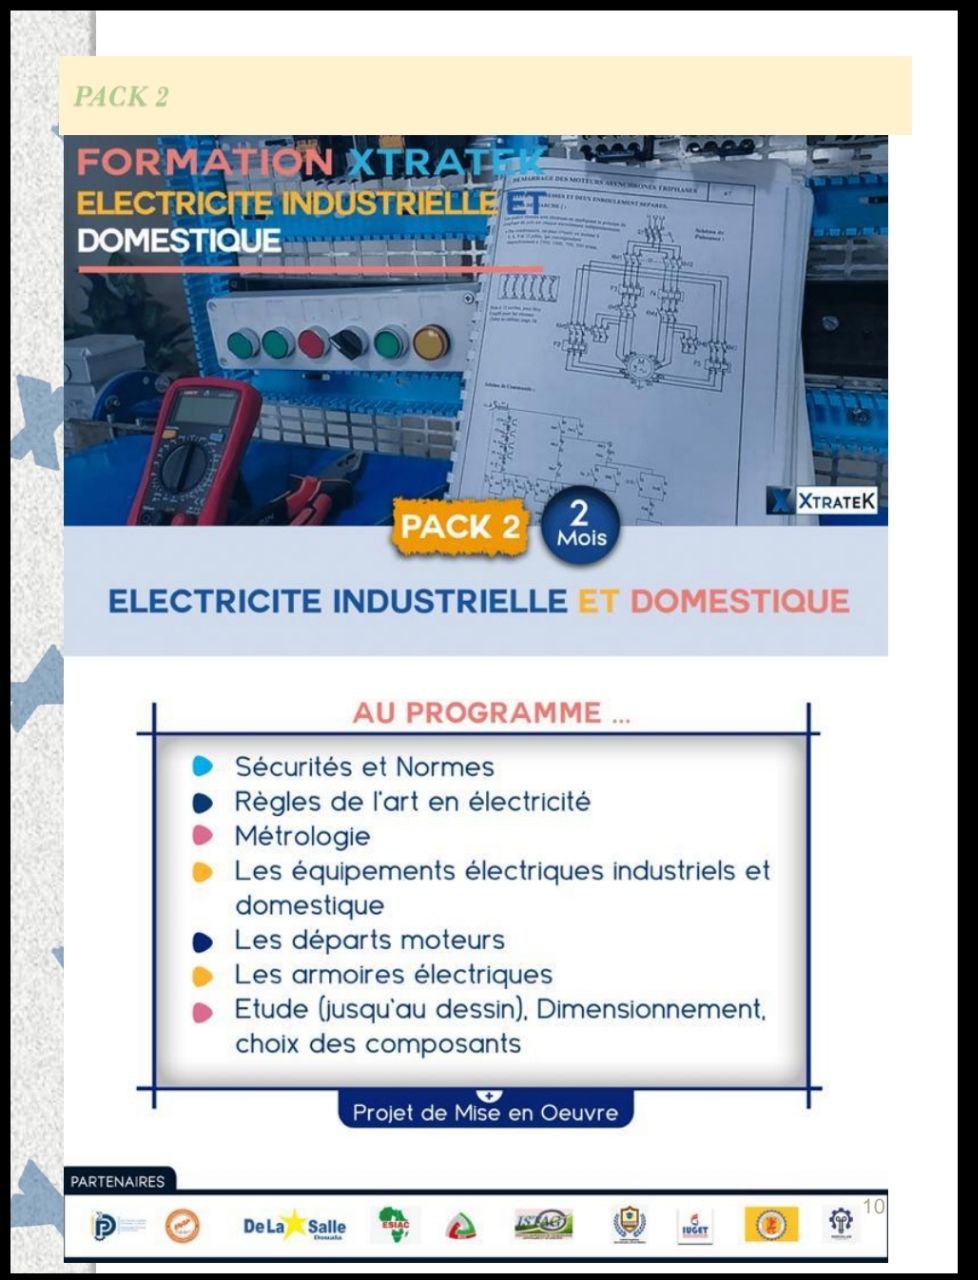 PACK 2
FORMATION XTRATEK
ELECTRICITE INDUSTRIELLE ET
DOMESTIQUE
DEMARRAGE DES MOTEURS ASYNCHRONES TRIPHASES
XTRATEK
PACK 2
2
Mois
ELECTRICITE INDUSTRIELLE ET DOMESTIQUE
AU PROGRAMME ...
Sécurités et Normes
Règles de l'art en électricité
Métrologie
Les équipements électriques industriels et
domestique
Les départs moteurs
Les armoires électriques
Etude (jusqu'au dessin), Dimensionnement,
choix des composants
Projet de Mise en Oeuvre
PARTENAIRES
10
De La Salle
Douala
ESIAC
ISTAG
IUGET